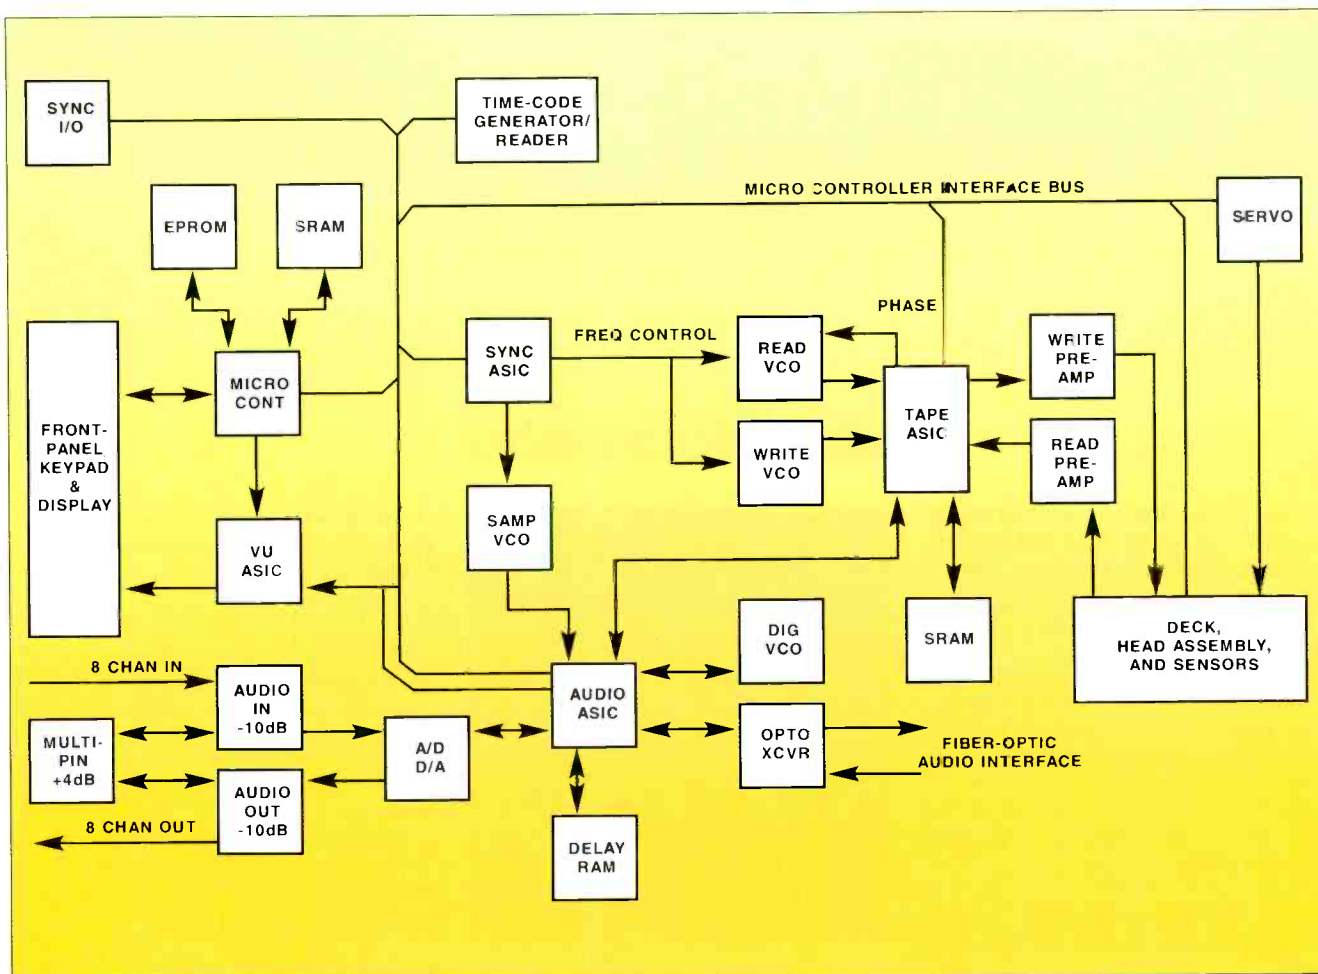 SYNC
I/O
TIME-CODE
GENERATOR/
READER
MICRO CONTROLLER INTERFACE BUS
SERVO
EPROM
SRAM
PHASE
FREQ CONTROL
SYNC
ASIC
READ
VCO
WRITE
PRE-
AMP
MICRO
CONT
TAPE
ASIC
FRONT-
PANEL
KEYPAD
&
DISPLAY
WRITE
VCO
READ
PRE-
AMP
SAMP
VCO
VU
ASIC
DIG
VCO
SRAM
DECK,
HEAD ASSEMBLY,
AND SENSORS
8 CHAN IN
AUDIO
IN
-10dB
AUDIO
ASIC
MULTI-
PIN
+4dB
A/D
D/A
OPTO
XCVR
FIBER-OPTIC
AUDIO INTERFACE
AUDIO
OUT
-10dB
8 CHAN OUT
DELAY
RAM